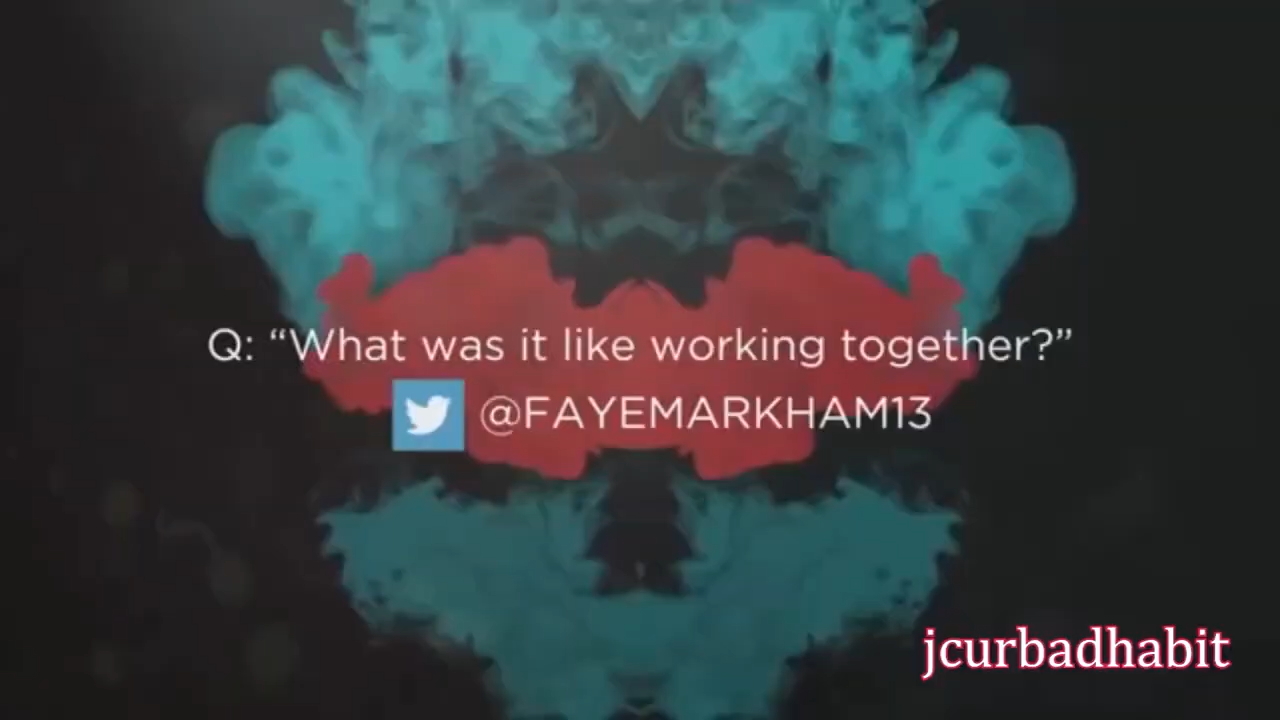 Q: “What was it like working together?”
@FAYEMARKHAM13
jcurbadhabit